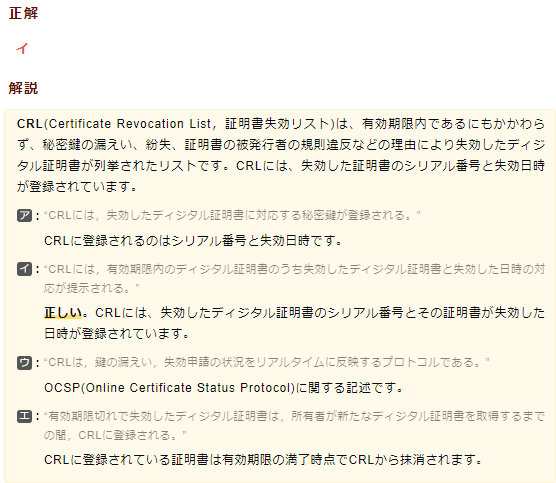 正解
イ
解説
CRL(Certificate Revocation List，証明書失効リスト)は、有効期限内であるにもかかわら
ず、秘密鍵の漏えい、紛失、証明書の被発行者の規則違反などの理由により失効したディジ
タル証明書が列挙されたリストです。CRLには、失効した証明書のシリアル番号と失効日時
が登録されています。
ア：“CRLには，失効したディジタル証明書に対応する秘密鍵が登録される。”
CRLに登録されるのはシリアル番号と失効日時です。
イ：“CRLには，有効期限内のディジタル証明書のうち失効したディジタル証明書と失効した日時の対
応が提示される。”
正しい。CRLには、失効したディジタル証明書のシリアル番号とその証明書が失効した
日時が登録されています。
ウ：“CRLは，鍵の漏えい，失効申請の状況をリアルタイムに反映するプロトコルである。”
OCSP(Online Certificate Status Protocol)に関する記述です。
エ：“有効期限切れで失効したディジタル証明書は，所有者が新たなディジタル証明書を取得するまで
の間，CRLに登録される。”
CRLに登録されている証明書は有効期限の満了時点でCRLから抹消されます。